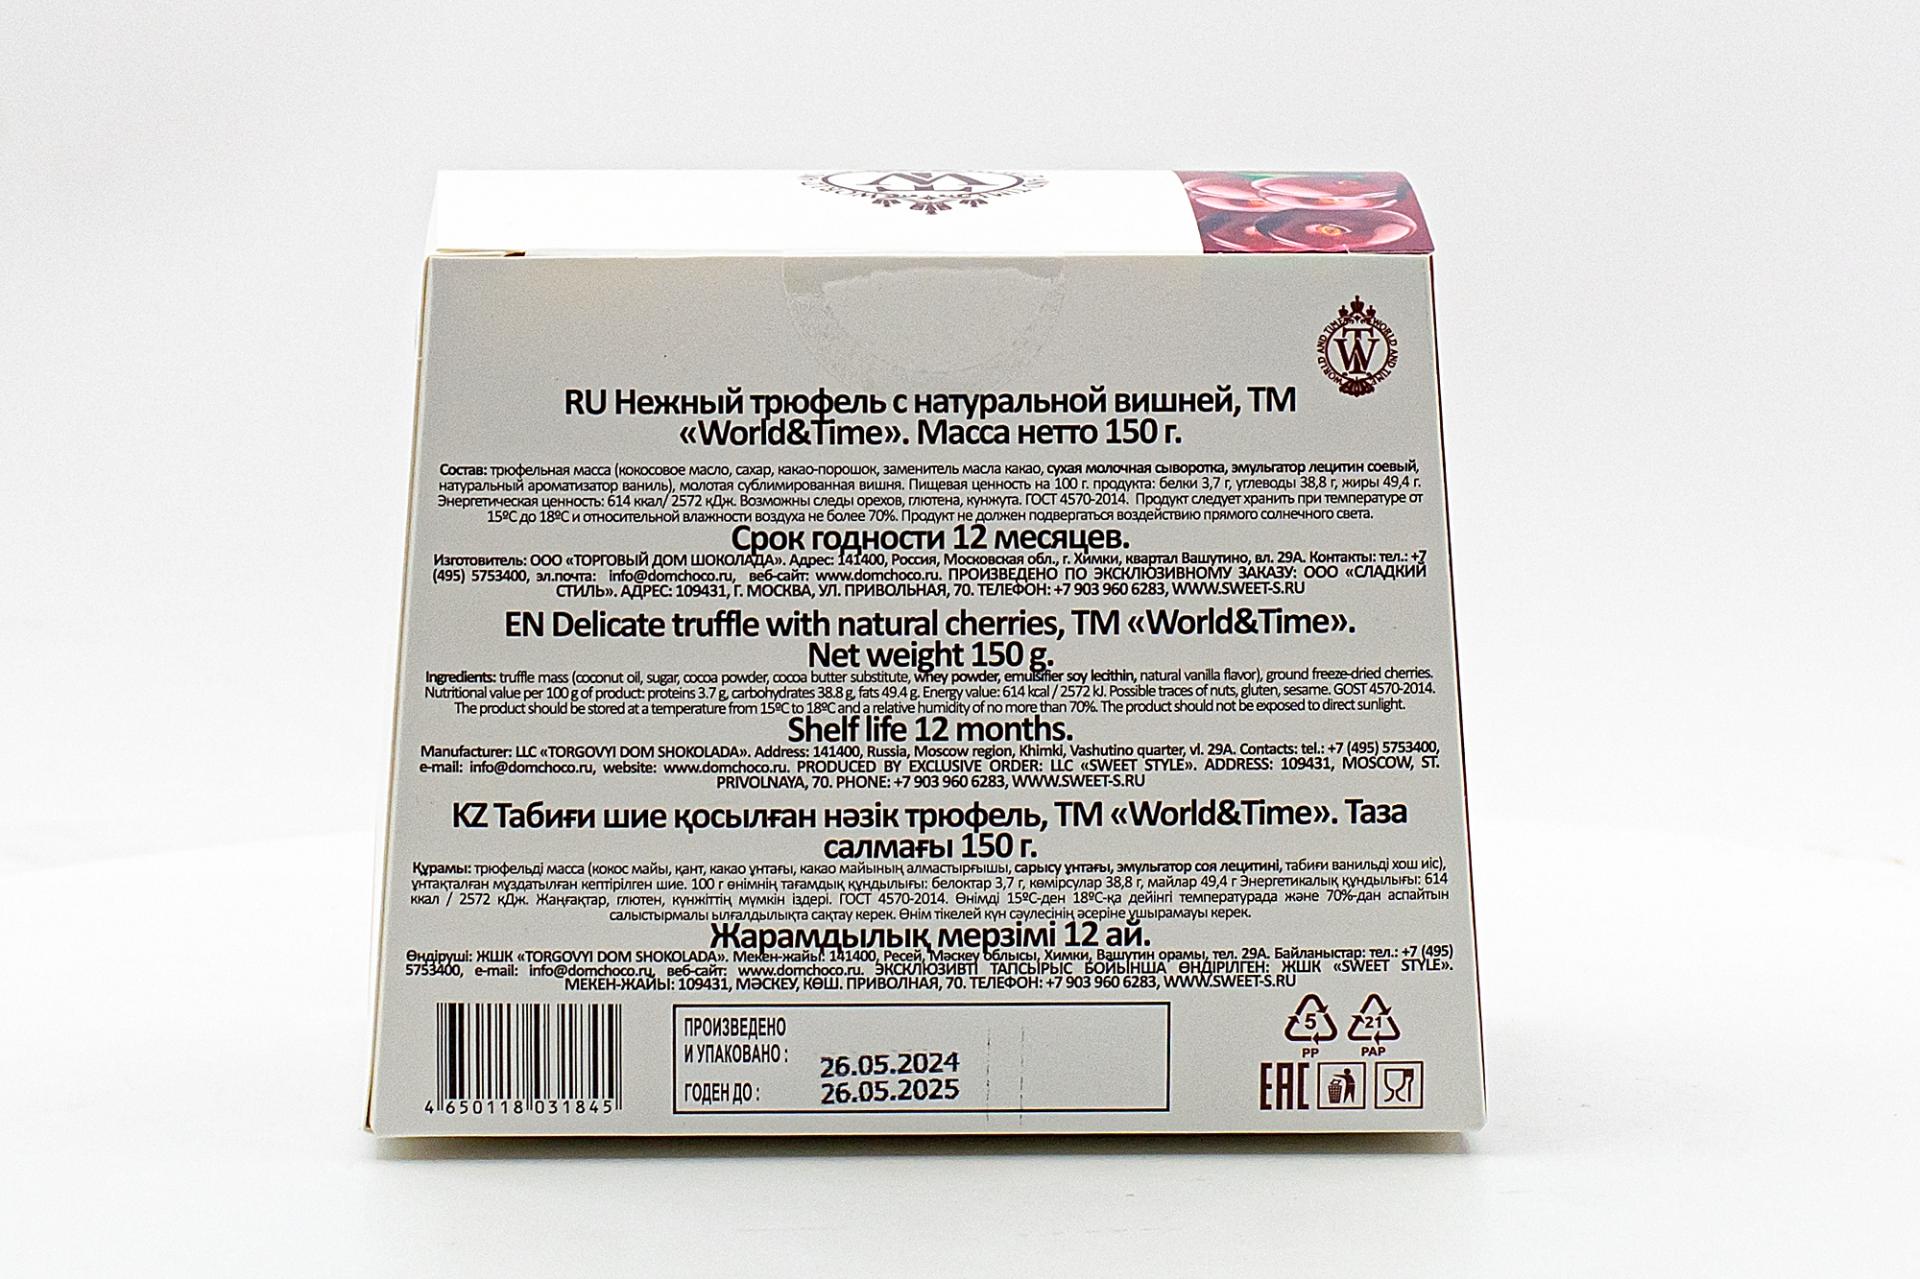 WORLD AND TIME WORLD AND TIME
TW
RU Нежный трюфель с натуральной вишней, ТМ
«World&Time». Масса нетто 150 г.
Состав: трюфельная масса (кокосовое масло, сахар, какао-порошок, заменитель масла какао, сухая молочная сыворотка, эмульгатор лецитин соевый,
натуральный ароматизатор ваниль), молотая сублимированная вишня. Пищевая ценность на 100 г. продукта: белки 3,7 г, углеводы 38,8 г, жиры 49,4 г.
Энергетическая ценность: 614 ккал/ 2572 қДж. Возможны следы орехов, глютена, кунжута. ГОСТ 4570-2014. Продукт следует хранить при температуре от
15ºС до 18ºС и относительной влажности воздуха не более 70%. Продукт не должен подвергаться воздействию прямого солнечного света.
Срок годности 12 месяцев.
Изготовитель: ООО «ТОРГОВЫЙ ДОМ ШОКОЛАДА». Адрес: 141400, Россия, Московская обл., г. Химки, квартал Вашутино, вл. 29А. Контакты: тел.: +7
(495) 5753400, эл.почта: info@domchoco.ru, веб-сайт: www.domchoco.ru. ПРОИЗВЕДЕНО ПО ЭКСКЛЮЗИВНОМУ ЗАКАЗУ: ООО «СЛАДКИЙ
СТИЛЬ». АДРЕС: 109431, Г. МОСКВА, УЛ. ПРИВОЛЬНАЯ, 70. ТЕЛЕФОН: +7 903 960 6283, WWW.SWEET-S.RU
EN Delicate truffle with natural cherries, TM «World&Time».
Net weight 150 g.
Ingredients: truffle mass (coconut oil, sugar, cocoa powder, cocoa butter substitute, whey powder, emulsifier soy lecithin, natural vanilla flavor), ground freeze-dried cherries.
Nutritional value per 100 g of product: proteins 3.7 g, carbohydrates 38.8 g, fats 49.4 g. Energy value: 614 kcal / 2572 kJ. Possible traces of nuts, gluten, sesame. GOST 4570-2014.
The product should be stored at a temperature from 15ºC to 18ºC and a relative humidity of no more than 70%. The product should not be exposed to direct sunlight.
Shelf life 12 months.
Manufacturer: LLC «TORGOVYI DOM SHOKOLADA». Address: 141400, Russia, Moscow region, Khimki, Vashutino quarter, vl. 29A. Contacts: tel.: +7 (495) 5753400,
e-mail: info@domchoco.ru, website: www.domchoco.ru. PRODUCED BY EXCLUSIVE ORDER: LLC «SWEET STYLE». ADDRESS: 109431, MOSCOW, ST.
PRIVOLNAYA, 70. PHONE: +7 903 960 6283, WWW.SWEET-S.RU
KZ Табиғи шие қосылған нәзік трюфель, ТМ «World&Time». Таза
салмағы 150 г.
Құрамы: трюфельді масса (кокос майы, қант, какао ұнтағы, какао майының алмастырғышы, сарысу ұнтағы, эмульгатор соя лецитині, табиғи ванильді хош иіс),
ұнтақталған мұздатылған кептірілген шие. 100 г өнімнің тағамдық құндылығы: белоктар 3,7 г, көмірсулар 38,8 г, майлар 49,4 г Энергетикалық құндылығы: 614
ккал / 2572 қДж. Жаңғақтар, глютен, күнжіттің мүмкін іздері. ГОСТ 4570-2014. Өнімді 15ºС-ден 18ºС-қа дейінгі температурада және 70%-дан аспайтын
салыстырмалы ылғалдылықта сақтау керек. Өнім тікелей күн сәулесінің әсеріне ұшырамауы керек.
Жарамдылық мерзімі 12 ай.
Өндіруші: ЖШК «TORGOVYI DOM SHOKOLADA». Мекен-жайы: 141400, Ресей, Мәскеу облысы, Химки, Вашутин орамы, тел. 29А. Байланыстар: тел.: +7 (495)
5753400, e-mail: info@domchoco.ru, веб-сайт: www.domchoco.ru. ЭКСКЛЮЗИВТІ ТАПСЫРЫС БОЙЫНША ӨНДІРІЛГЕН: ЖШК «SWEET STYLE».
МЕКЕН-ЖАЙЫ: 109431, МӘСКЕУ, КӨШ. ПРИВОЛНАЯ, 70. ТЕЛЕФОН: +7 903 960 6283, WWW.SWEET-S.RU
4 650118 031845
ПРОИЗВЕДЕНО
И УПАКОВАНО : 26.05.2024
ГОДЕН ДО : 26.05.2025
5 21
PP PAP
EAC